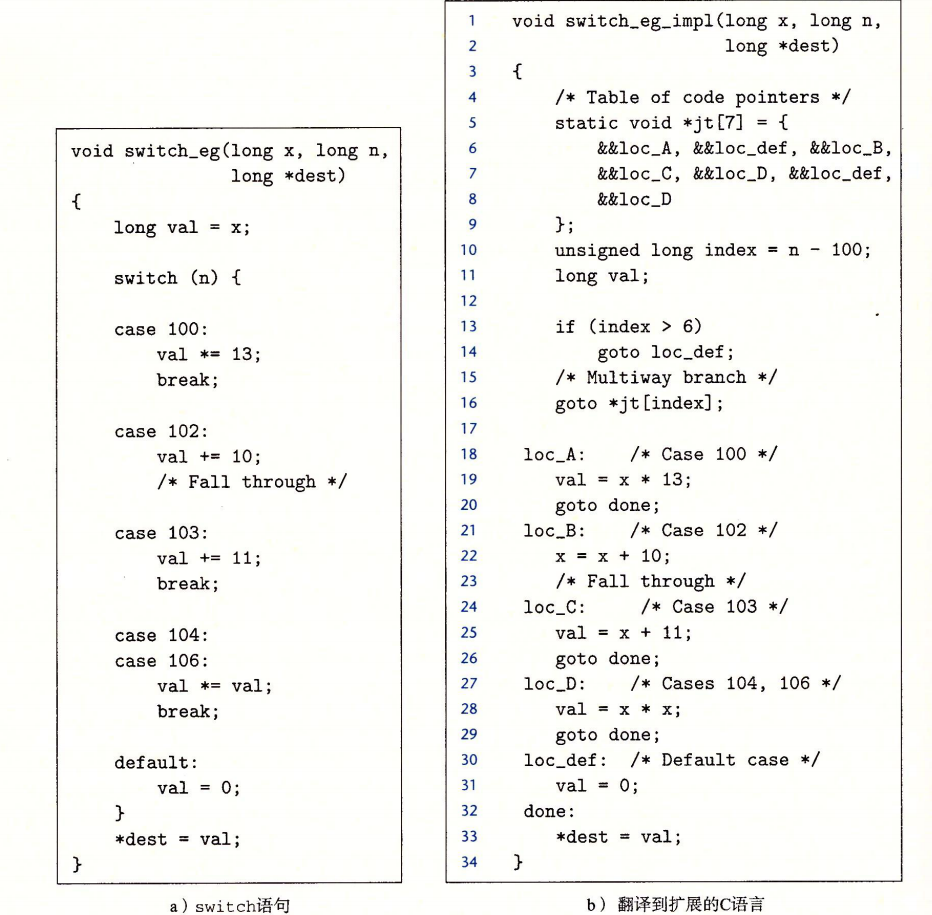 void switch_eg(long x, long n,
               long *dest)
{
    long val = x;

    switch (n) {

    case 100:
        val *= 13;
        break;

    case 102:
        val += 10;
        /* Fall through */

    case 103:
        val += 11;
        break;

    case 104:
    case 106:
        val *= val;
        break;

    default:
        val = 0;
    }
    *dest = val;
}
a) switch语句
1    void switch_eg_impl(long x, long n,
2                        long *dest)
3    {
4        /* Table of code pointers */
5        static void *jt[7] = {
6            &&loc_A, &&loc_def, &&loc_B,
7            &&loc_C, &&loc_D, &&loc_def,
8            &&loc_D
9        };
10       unsigned long index = n - 100;
11       long val;
12
13       if (index > 6)
14           goto loc_def;
15       /* Multiway branch */
16       goto *jt[index];
17
18    loc_A:    /* Case 100 */
19       val = x * 13;
20       goto done;
21    loc_B:    /* Case 102 */
22       x = x + 10;
23       /* Fall through */
24    loc_C:     /* Case 103 */
25       val = x + 11;
26       goto done;
27    loc_D:    /* Cases 104, 106 */
28       val = x * x;
29       goto done;
30    loc_def:  /* Default case */
31       val = 0;
32    done:
33       *dest = val;
34   }
b) 翻译到扩展的C语言